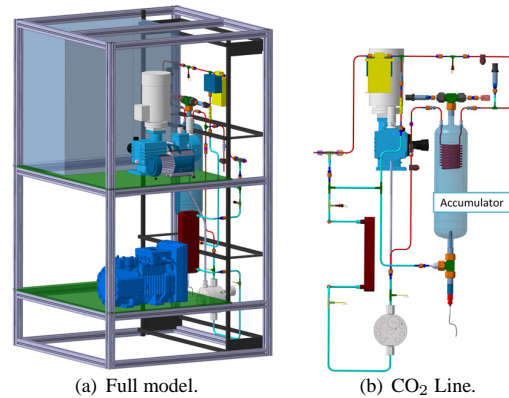 Accumulator
(a) Full model.
(b) CO₂ Line.